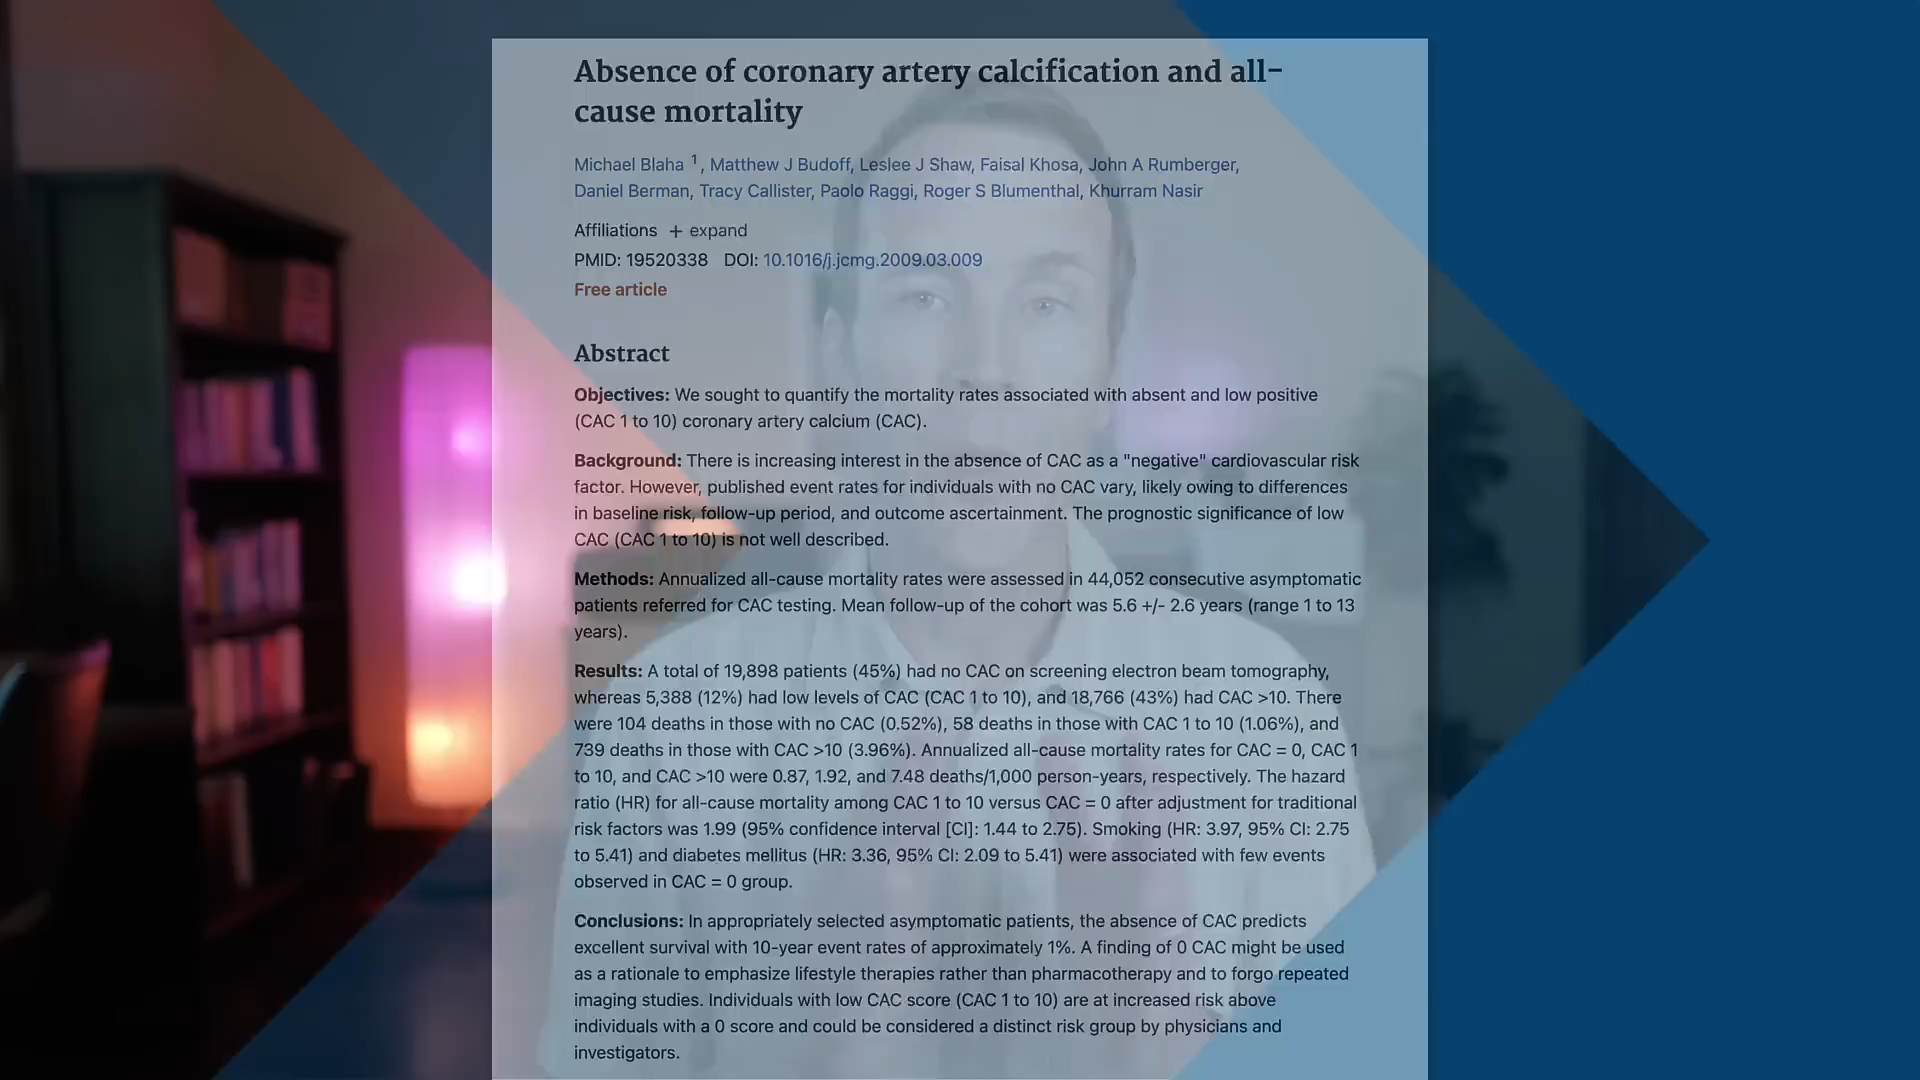 Absence of coronary artery calcification and all-
cause mortality
Michael Blaha 1, Matthew J Budoff, Leslee J Shaw, Faisal Khosa, John A Rumberger,
Daniel Berman, Tracy Callister, Paolo Raggi, Roger S Blumenthal, Khurram Nasir
Affiliations + expand
PMID: 19520338 DOI: 10.1016/j.jcmg.2009.03.009
Free article
Abstract
Objectives: We sought to quantify the mortality rates associated with absent and low positive
(CAC 1 to 10) coronary artery calcium (CAC).
Background: There is increasing interest in the absence of CAC as a "negative" cardiovascular risk
factor. However, published event rates for individuals with no CAC vary, likely owing to differences
in baseline risk, follow-up period, and outcome ascertainment. The prognostic significance of low
CAC (CAC 1 to 10) is not well described.
Methods: Annualized all-cause mortality rates were assessed in 44,052 consecutive asymptomatic
patients referred for CAC testing. Mean follow-up of the cohort was 5.6 +/- 2.6 years (range 1 to 13
years).
Results: A total of 19,898 patients (45%) had no CAC on screening electron beam tomography,
whereas 5,388 (12%) had low levels of CAC (CAC 1 to 10), and 18,766 (43%) had CAC >10. There
were 104 deaths in those with no CAC (0.52%), 58 deaths in those with CAC 1 to 10 (1.06%), and
739 deaths in those with CAC >10 (3.96%). Annualized all-cause mortality rates for CAC = 0, CAC 1
to 10, and CAC >10 were 0.87, 1.92, and 7.48 deaths/1,000 person-years, respectively. The hazard
ratio (HR) for all-cause mortality among CAC 1 to 10 versus CAC = 0 after adjustment for traditional
risk factors was 1.99 (95% confidence interval [CI]: 1.44 to 2.75). Smoking (HR: 3.97, 95% CI: 2.75
to 5.41) and diabetes mellitus (HR: 3.36, 95% CI: 2.09 to 5.41) were associated with few events
observed in CAC = 0 group.
Conclusions: In appropriately selected asymptomatic patients, the absence of CAC predicts
excellent survival with 10-year event rates of approximately 1%. A finding of 0 CAC might be used
as a rationale to emphasize lifestyle therapies rather than pharmacotherapy and to forgo repeated
imaging studies. Individuals with low CAC score (CAC 1 to 10) are at increased risk above
individuals with a 0 score and could be considered a distinct risk group by physicians and
investigators.